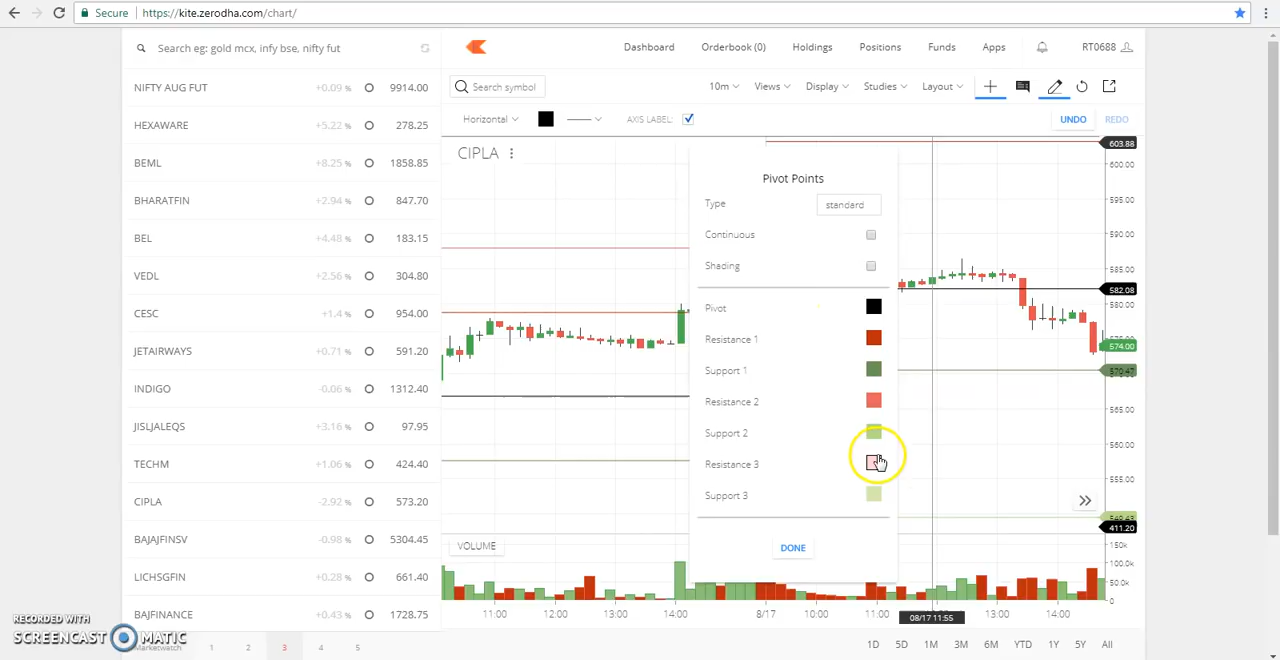 Secure https://kite.zerodha.com/chart/
Search eg: gold mcx, infy bse, nifty fut
Dashboard Orderbook (0) Holdings Positions Funds Apps RT0688
NIFTY AUG FUT +0.09 % 9914.00
HEXAWARE +5.22 % 278.25
BEML +8.25 % 1858.85
BHARATFIN +2.94 % 847.70
BEL +4.48 % 183.15
VEDL +2.56 % 304.80
CESC +1.4 % 954.00
JETAIRWAYS +0.71 % 591.20
INDIGO -0.06 % 1312.40
JISLJALEQS +3.16 % 97.95
TECHM +1.06 % 424.40
CIPLA -2.92 % 573.20
BAJAJFINSV -0.98 % 5304.45
LICHSGFIN +0.28 % 661.40
BAJFINANCE +0.43 % 1728.75
Marketwatch 1 2 3 4 5
RECORDED WITH
SCREENCAST MATIC
Search symbol 10m Views Display Studies Layout
Horizontal AXIS LABEL: UNDO REDO
CIPLA
Pivot Points
Type standard
Continuous
Shading
Pivot
Resistance 1
Support 1
Resistance 2
Support 2
Resistance 3
Support 3
DONE
603.88
600.00
595.00
590.00
585.00
582.08
580.00
574.00
570.47
565.00
560.00
555.00
411.20
VOLUME
150k
100.0k
50.0k
0
11:00 12:00 13:00 14:00 8/17 10:00 11:00 08/17 11:55 13:00 14:00
1D 5D 1M 3M 6M YTD 1Y 5Y All